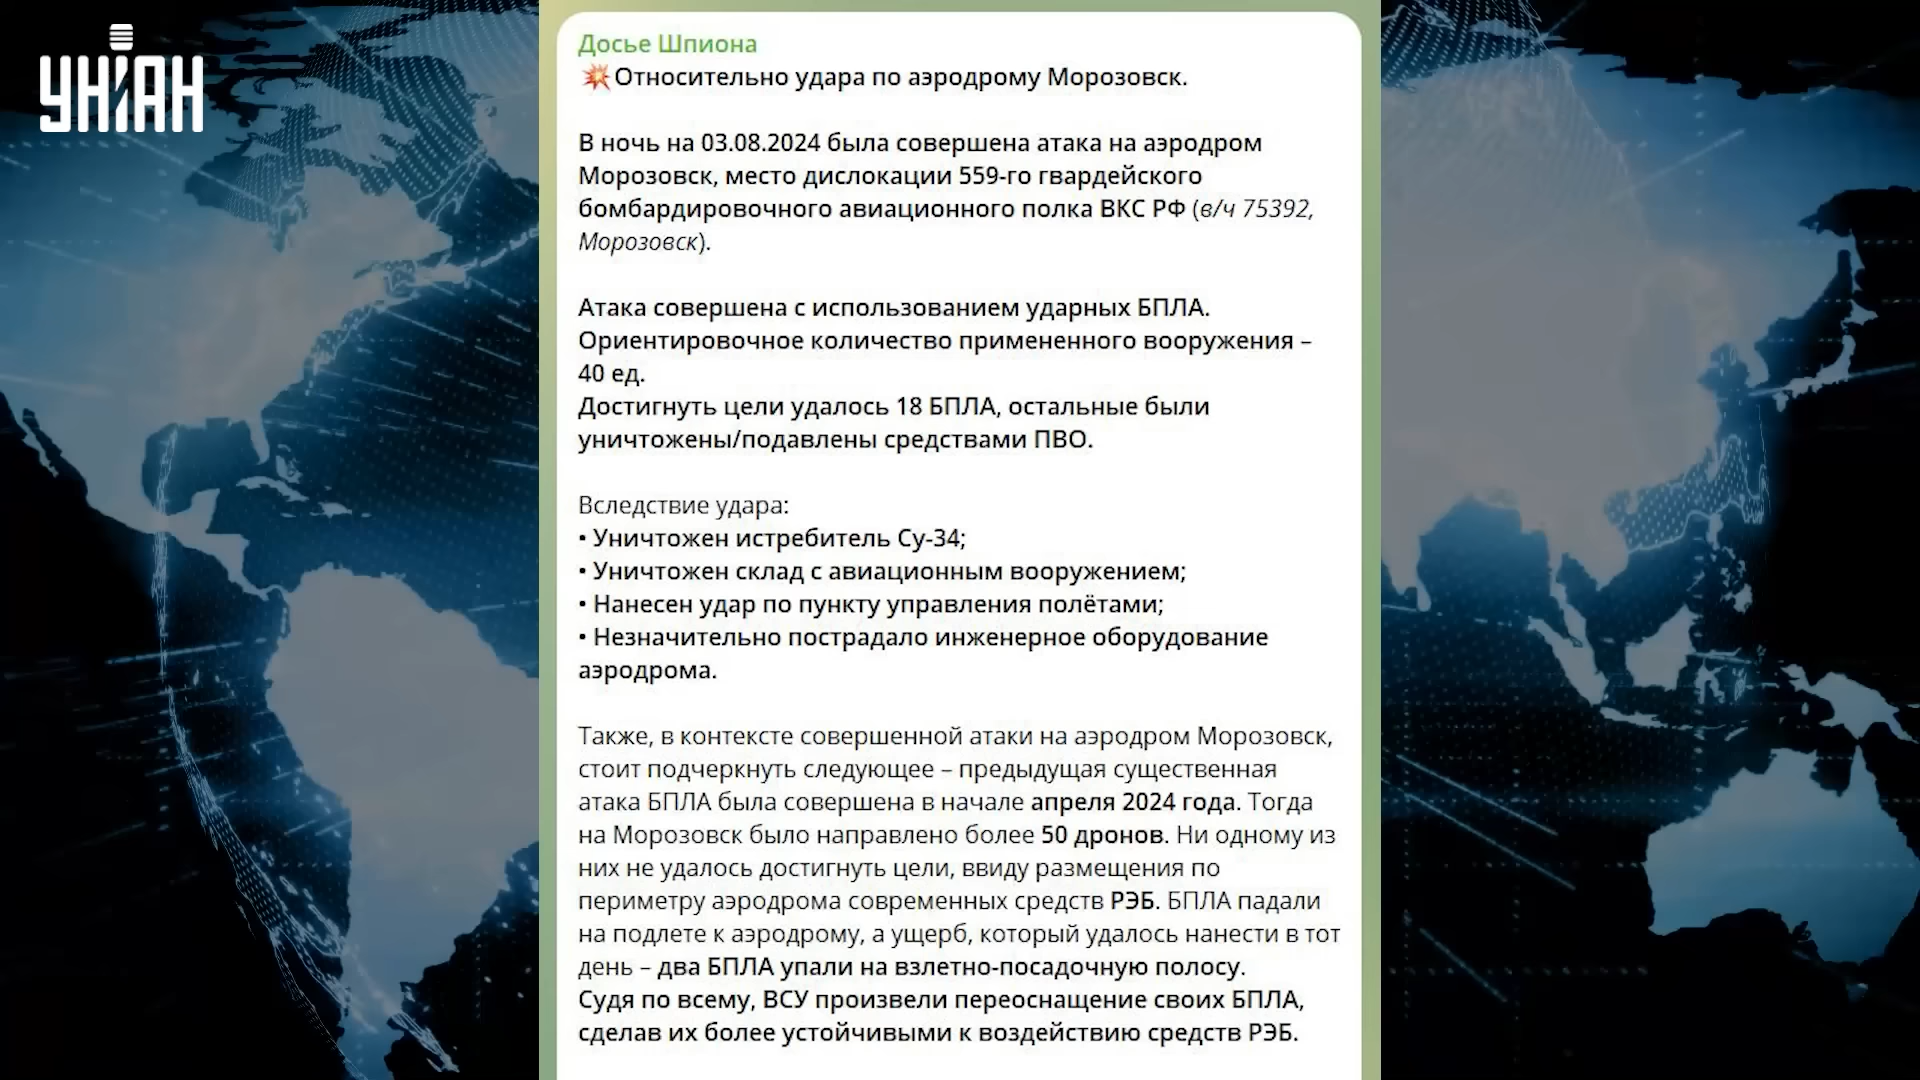 УНІАН
Досье Шпиона
💥Относительно удара по аэродрому Морозовск.
В ночь на 03.08.2024 была совершена атака на аэродром
Морозовск, место дислокации 559-го гвардейского
бомбардировочного авиационного полка ВКС РФ (в/ч 75392,
Морозовск).
Атака совершена с использованием ударных БПЛА.
Ориентировочное количество примененного вооружения –
40 ед.
Достигнуть цели удалось 18 БПЛА, остальные были
уничтожены/подавлены средствами ПВО.
Вследствие удара:
• Уничтожен истребитель Су-34;
• Уничтожен склад с авиационным вооружением;
• Нанесен удар по пункту управления полётами;
• Незначительно пострадало инженерное оборудование
аэродрома.
Также, в контексте совершенной атаки на аэродром Морозовск,
стоит подчеркнуть следующее – предыдущая существенная
атака БПЛА была совершена в начале апреля 2024 года. Тогда
на Морозовск было направлено более 50 дронов. Ни одному из
них не удалось достигнуть цели, ввиду размещения по
периметру аэродрома современных средств РЭБ. БПЛА падали
на подлете к аэродрому, а ущерб, который удалось нанести в тот
день – два БПЛА упали на взлетно-посадочную полосу.
Судя по всему, ВСУ произвели переоснащение своих БПЛА,
сделав их более устойчивыми к воздействию средств РЭБ.